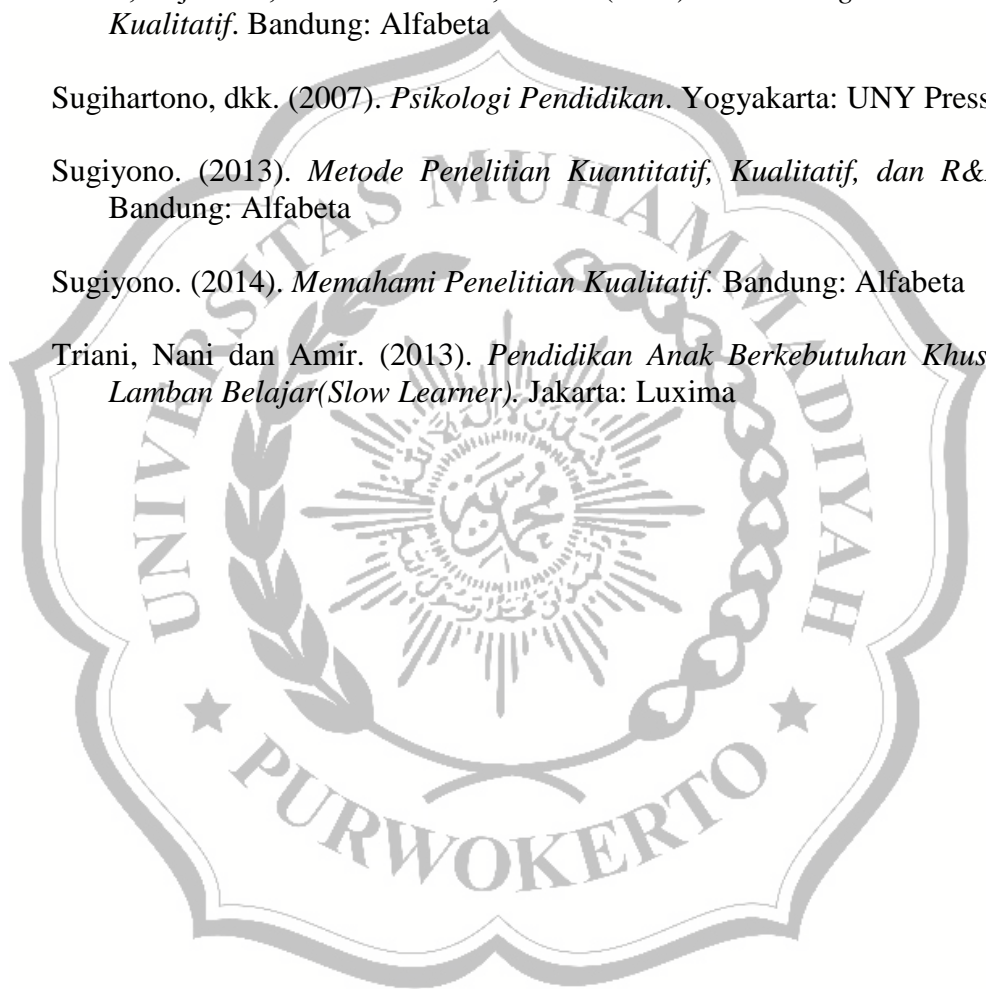 Kualitatif. Bandung: Alfabeta
Sugihartono, dkk. (2007). Psikologi Pendidikan. Yogyakarta: UNY Press
Sugiyono. (2013). Metode Penelitian Kuantitatif, Kualitatif, dan R&
Bandung: Alfabeta
Sugiyono. (2014). Memahami Penelitian Kualitatif. Bandung: Alfabeta
Triani, Nani dan Amir. (2013). Pendidikan Anak Berkebutuhan Khus
Lamban Belajar(Slow Learner). Jakarta: Luxima
UNIVERSITAS MUHAMMADIYAH
PURWOKERTO
محمد